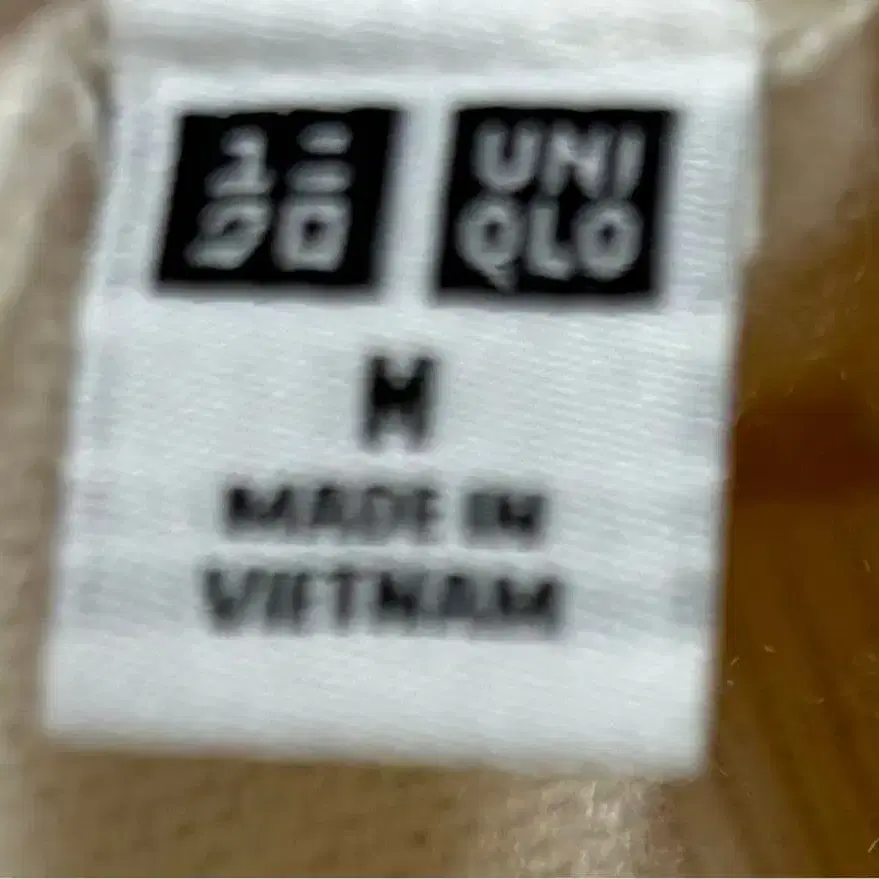 ユニ UNI
クロ QLO
M
MADE IN
VIETNAM